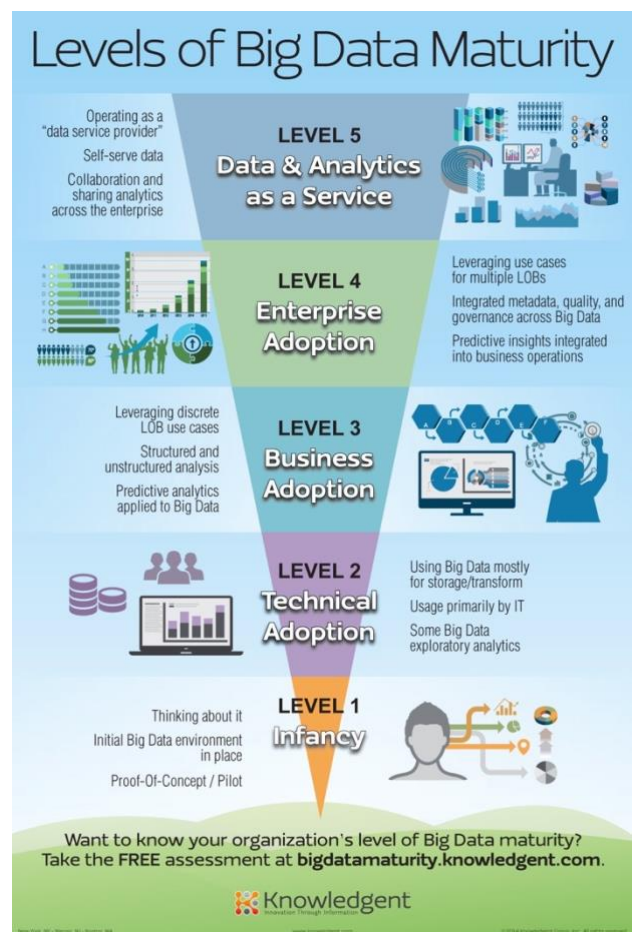 Levels of Big Data Maturity
Operating as a
"data service provider"
Self-serve data
Collaboration and
sharing analytics
across the enterprise
LEVEL 5
Data & Analytics
as a Service
LEVEL 4
Enterprise
Adoption
Leveraging use cases
for multiple LOBs
Integrated metadata, quality, and
governance across Big Data
Predictive insights integrated
into business operations
Leveraging discrete
LOB use cases
Structured and
unstructured analysis
Predictive analytics
applied to Big Data
LEVEL 3
Business
Adoption
A B C D E F
LEVEL 2
Technical
Adoption
Using Big Data mostly
for storage/transform
Usage primarily by IT
Some Big Data
exploratory analytics
Thinking about it
Initial Big Data environment
in place
Proof-Of-Concept / Pilot
LEVEL 1
Infancy
Want to know your organization's level of Big Data maturity?
Take the FREE assessment at bigdatamaturity.knowledgent.com.
Knowledgent
Innovation Through Information